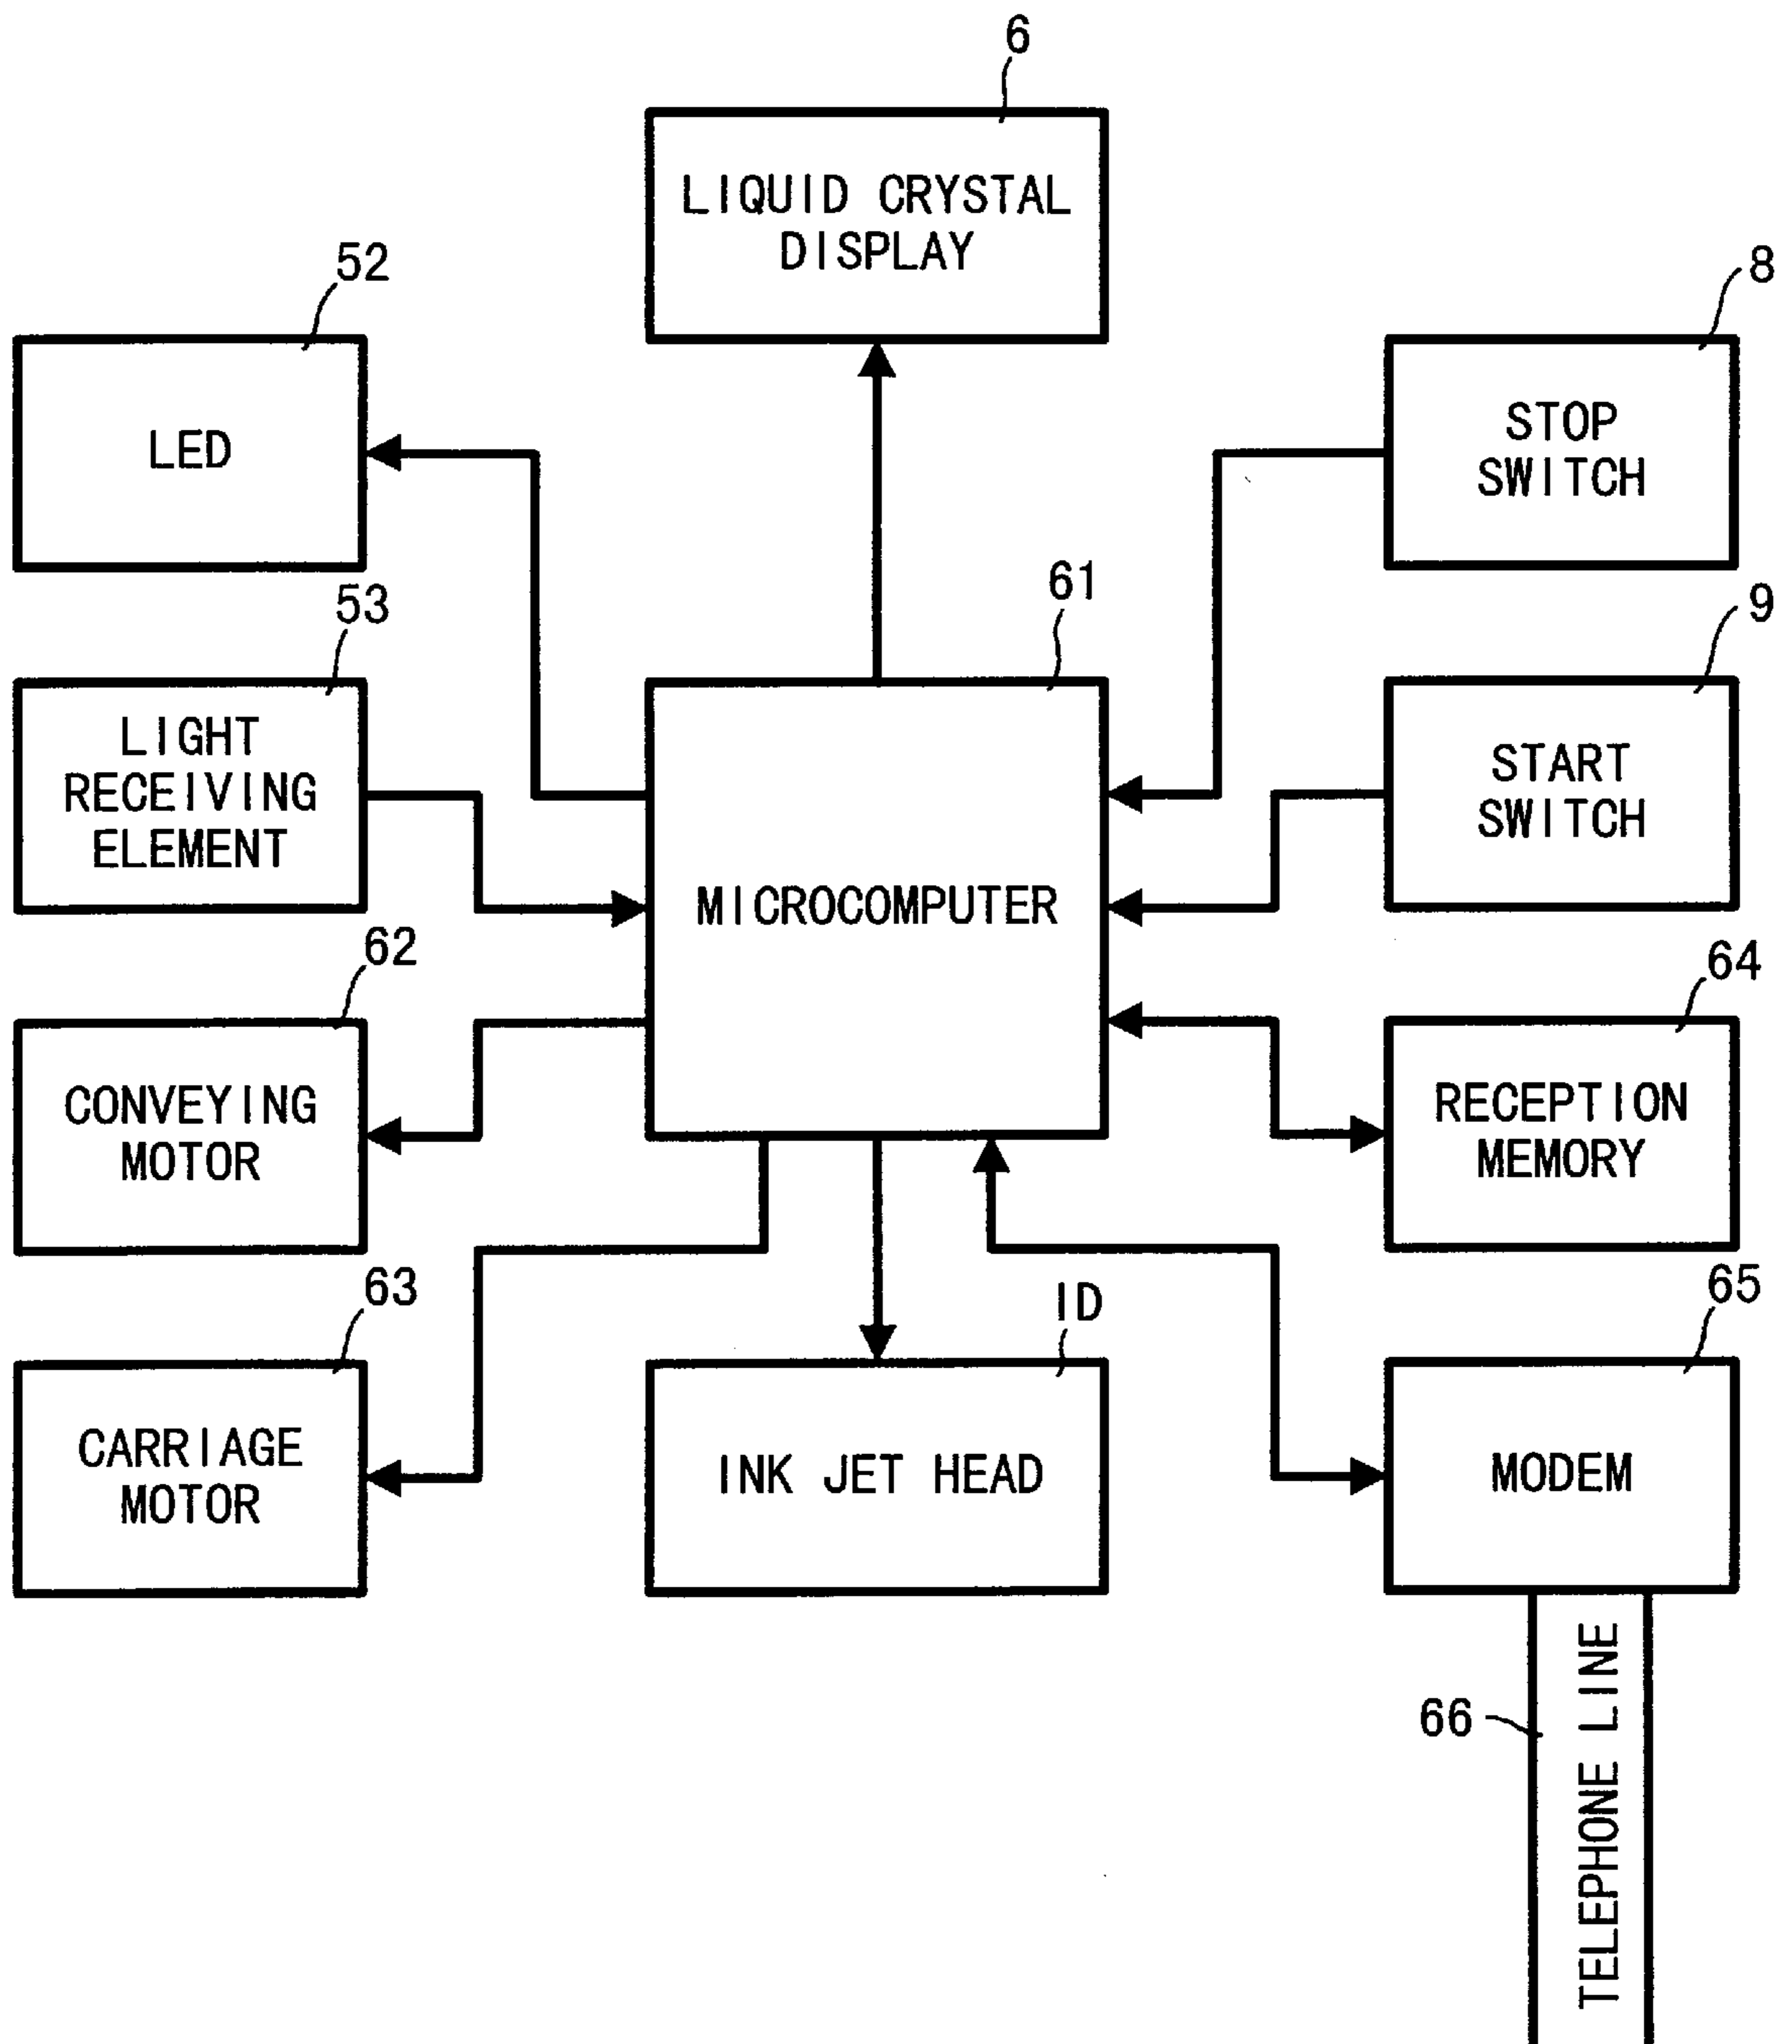 6
LIQUID CRYSTAL
DISPLAY
52
LED
8
STOP
SWITCH
53
LIGHT
RECEIVING
ELEMENT
61
MICROCOMPUTER
9
START
SWITCH
62
CONVEYING
MOTOR
64
RECEPTION
MEMORY
63
CARRIAGE
MOTOR
ID
INK JET HEAD
65
MODEM
66
TELEPHONE LINE